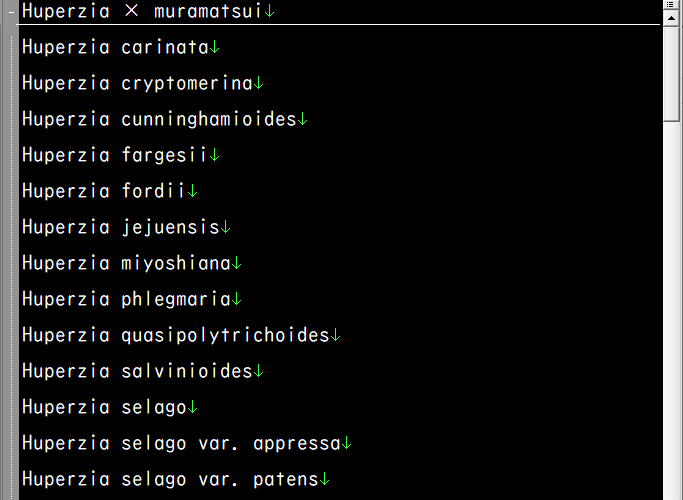 Huperzia × muramatsui↓
Huperzia carinata↓
Huperzia cryptomerina↓
Huperzia cunninghamioides↓
Huperzia fargesii↓
Huperzia fordii↓
Huperzia jejuensis↓
Huperzia miyoshiana↓
Huperzia phlegmaria↓
Huperzia quasipolytrichoides↓
Huperzia salvinioides↓
Huperzia selago↓
Huperzia selago var. appressa↓
Huperzia selago var. patens↓